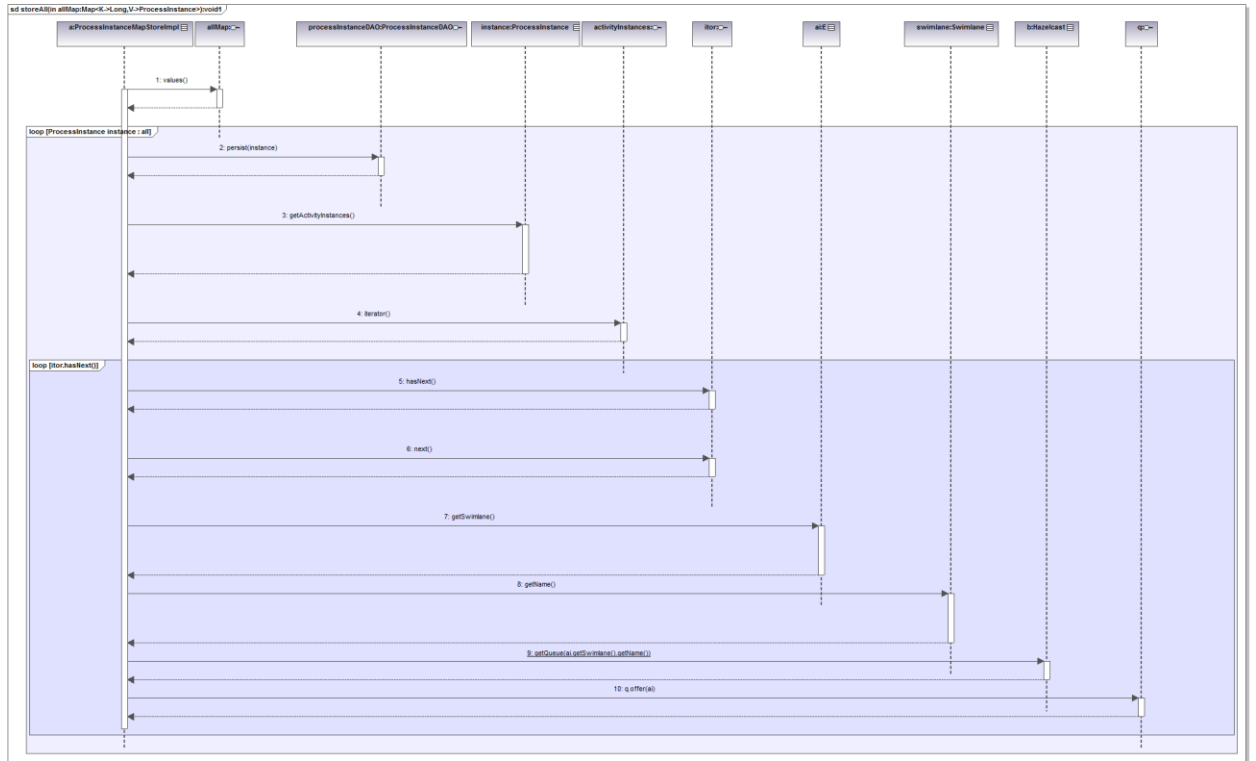 sd storeAll(in allMap:Map<K->Long,V->ProcessInstance>):void1
a:ProcessInstanceMapStoreImpl
allMap:
processInstanceDAO:ProcessInstanceDAO
instance:ProcessInstance
activityInstances:
itor:
ai:E
swimlane:Swimlane
b:Hazelcast
q:
1: values()
loop [ProcessInstance instance : all]
2: persist(instance)
3: getActivityInstances()
4: iterator()
loop [itor.hasNext()]
5: hasNext()
6: next()
7: getSwimlane()
8: getName()
9: getQueue(ai.getSwimlane().getName())
10: q.offer(ai)